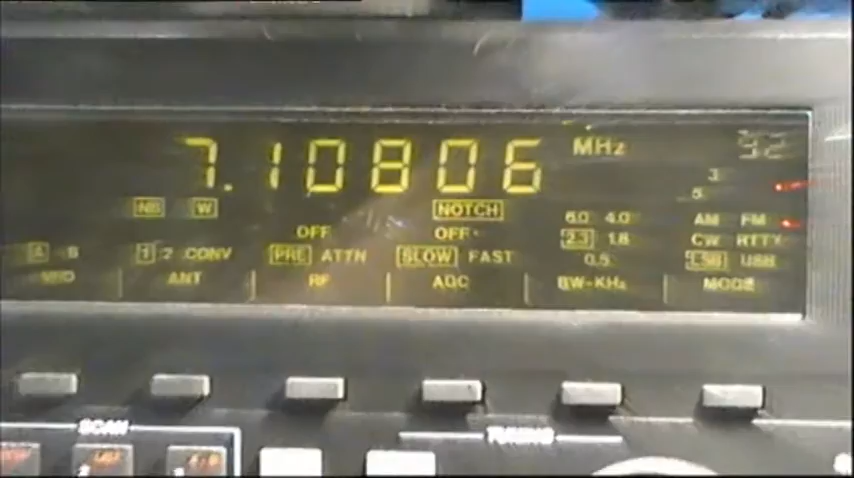 7.10806 MHz 92
3
5
NB W NOTCH 6.0 4.0 AM FM
OFF OFF 2.3 1.8 CW RTTY
A B 1 2 CONV PRE ATTN SLOW FAST 0.5 LSB USB
ANT RF AGC BW-KHz MODE
SCAN TUNING